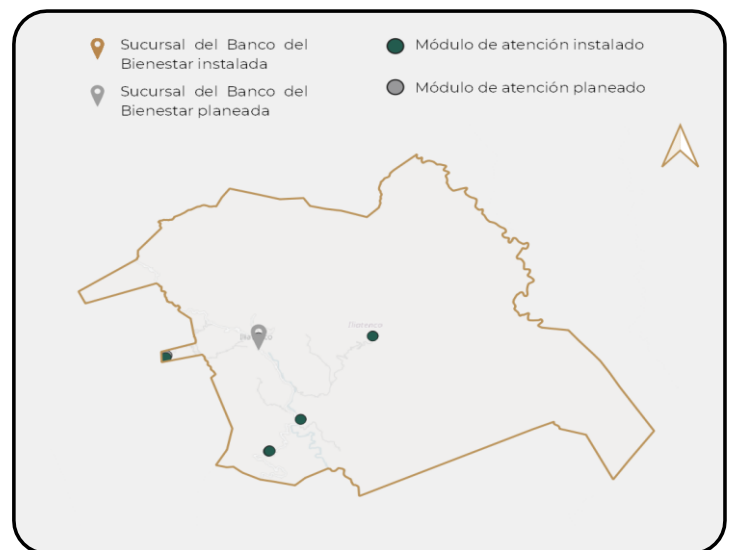 Sucursal del Banco del
Bienestar instalada
Sucursal del Banco del
Bienestar planeada
Módulo de atención instalado
Módulo de atención planeado